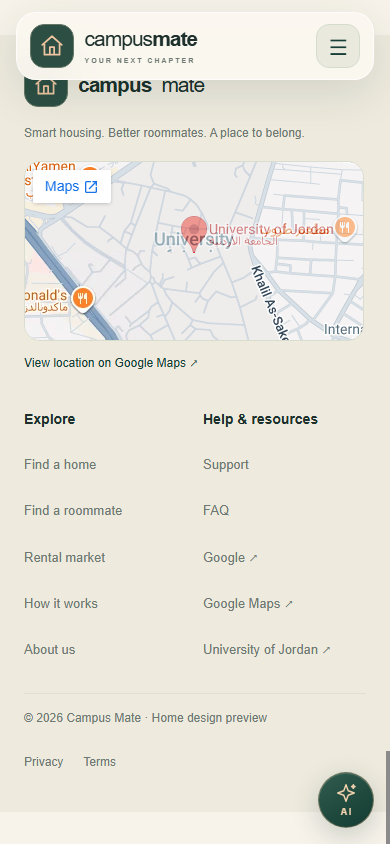 campusmate
YOUR NEXT CHAPTER
campus mate
Smart housing. Better roommates. A place to belong.
Maps
University of Jordan
الجامعة الأردنية
University
onald's
ماكدونالدز
Khalil As-Sake
Interna
View location on Google Maps ↗
Explore
Help & resources
Find a home
Support
Find a roommate
FAQ
Rental market
Google ↗
How it works
Google Maps ↗
About us
University of Jordan ↗
© 2026 Campus Mate · Home design preview
Privacy
Terms
AI